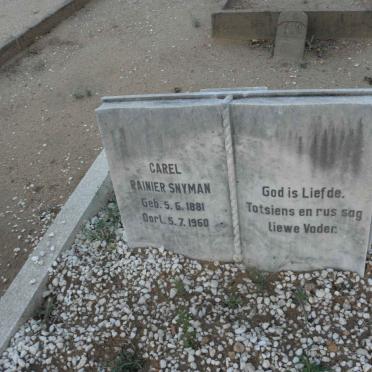 CAREL
RAINIER SNYMAN
Geb. 5. 6. 1881
Oorl. 5. 7. 1960
God is Liefde.
Totsiens en rus sag
liewe Vader.